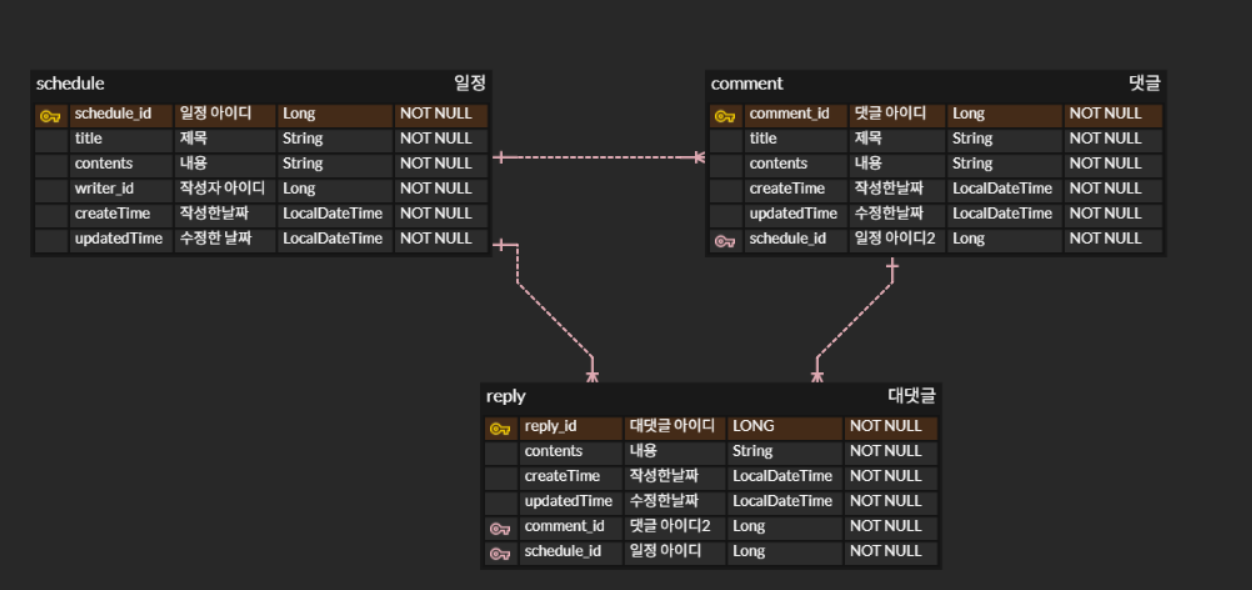 schedule 일정
schedule_id 일정 아이디 Long NOT NULL
title 제목 String NOT NULL
contents 내용 String NOT NULL
writer_id 작성자 아이디 Long NOT NULL
createTime 작성한날짜 LocalDateTime NOT NULL
updatedTime 수정한 날짜 LocalDateTime NOT NULL
comment 댓글
comment_id 댓글 아이디 Long NOT NULL
title 제목 String NOT NULL
contents 내용 String NOT NULL
createTime 작성한날짜 LocalDateTime NOT NULL
updatedTime 수정한날짜 LocalDateTime NOT NULL
schedule_id 일정 아이디2 Long NOT NULL
reply 대댓글
reply_id 대댓글 아이디 LONG NOT NULL
contents 내용 String NOT NULL
createTime 작성한날짜 LocalDateTime NOT NULL
updatedTime 수정한날짜 LocalDateTime NOT NULL
comment_id 댓글 아이디2 Long NOT NULL
schedule_id 일정 아이디 Long NOT NULL